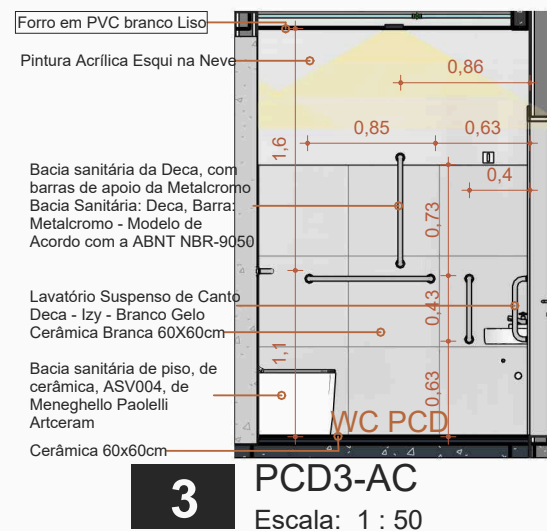 Forro em PVC branco Liso
Pintura Acrílica Esqui na Neve
0,86
0,85
0,63
1,6
0,4
Bacia sanitária da Deca, com
barras de apoio da Metalcromo
Bacia Sanitária: Deca, Barra:
Metalcromo - Modelo de
Acordo com a ABNT NBR-9050
0,73
Lavatório Suspenso de Canto
Deca - Izy - Branco Gelo
Cerâmica Branca 60X60cm
0,43
1,1
Bacia sanitária de piso, de
cerâmica, ASV004, de
Meneghello Paolelli
Artceram
0,63
WC PCD
Cerâmica 60x60cm
3
PCD3-AC
Escala: 1 : 50